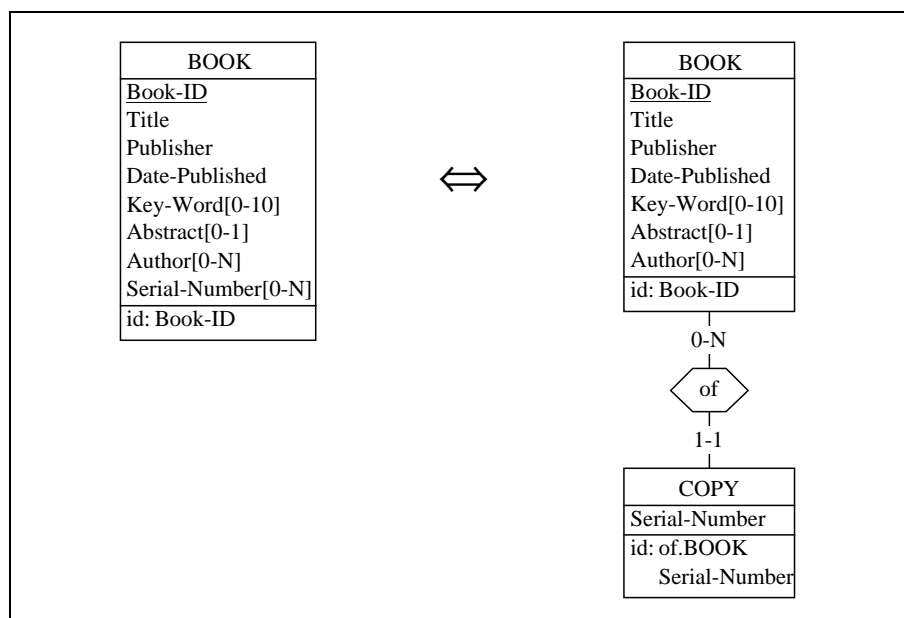 BOOK
Book-ID
Title
Publisher
Date-Published
Key-Word[0-10]
Abstract[0-1]
Author[0-N]
Serial-Number[0-N]
id: Book-ID
⇔
BOOK
Book-ID
Title
Publisher
Date-Published
Key-Word[0-10]
Abstract[0-1]
Author[0-N]
id: Book-ID
0-N
of
1-1
COPY
Serial-Number
id: of.BOOK
Serial-Number